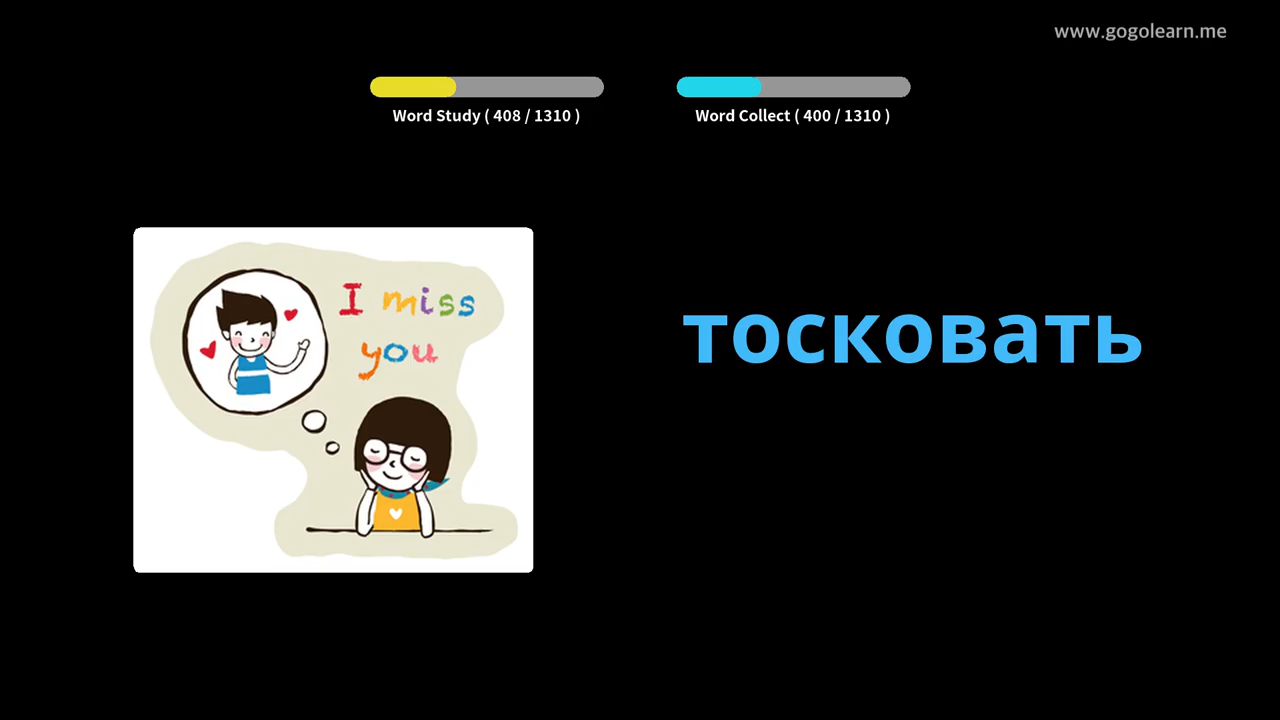 www.gogolearn.me
Word Study ( 408 / 1310 )
Word Collect ( 400 / 1310 )
I miss
you
тосковать